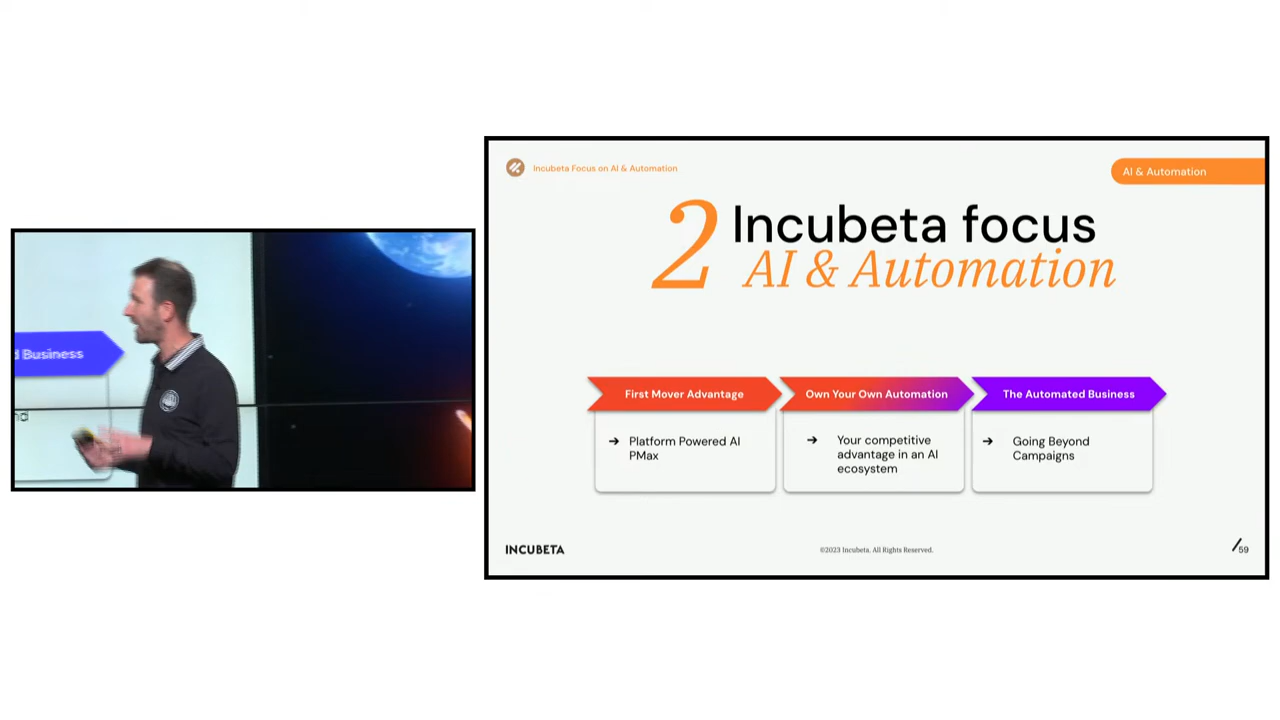 d Business
nd
Incubeta Focus on AI & Automation
AI & Automation
2 Incubeta focus
AI & Automation
First Mover Advantage
Own Your Own Automation
The Automated Business
➔ Platform Powered AI
PMax
➔ Your competitive
advantage in an AI
ecosystem
➔ Going Beyond
Campaigns
INCUBETA
©2023 Incubeta. All Rights Reserved.
/59